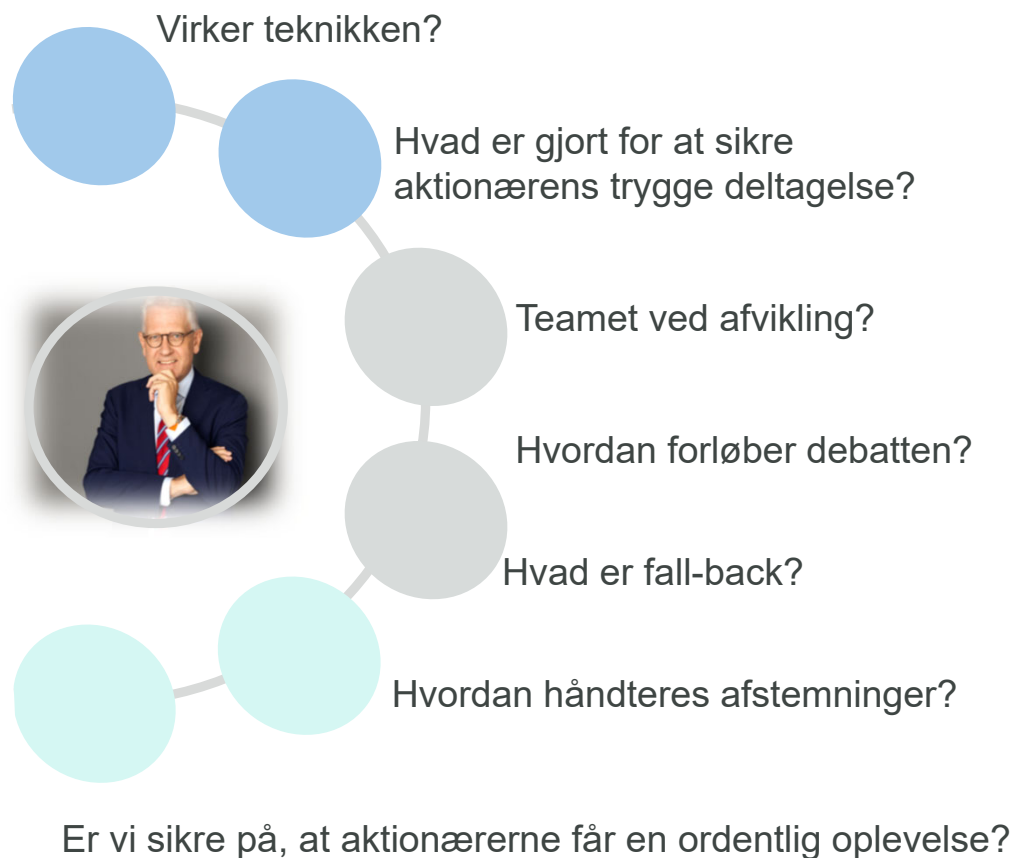 Virker teknikken?
Hvad er gjort for at sikre
aktionærens trygge deltagelse?
Teamet ved afvikling?
Hvordan forløber debatten?
Hvad er fall-back?
Hvordan håndteres afstemninger?
Er vi sikre på, at aktionærerne får en ordentlig oplevelse?